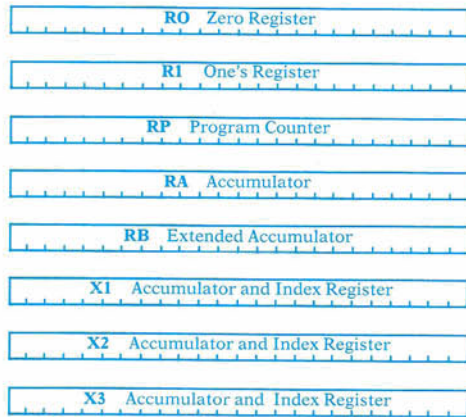 RO Zero Register
R1 One's Register
RP Program Counter
RA Accumulator
RB Extended Accumulator
X1 Accumulator and Index Register
X2 Accumulator and Index Register
X3 Accumulator and Index Register